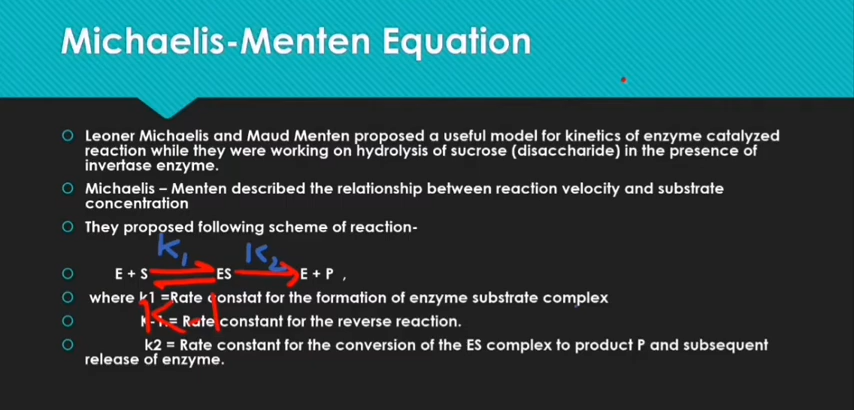 Michaelis-Menten Equation
Leoner Michaelis and Maud Menten proposed a useful model for kinetics of enzyme catalyzed
reaction while they were working on hydrolysis of sucrose (disaccharide) in the presence of
invertase enzyme.
Michaelis – Menten described the relationship between reaction velocity and substrate
concentration
They proposed following scheme of reaction-
K1 K2
E + S ES E + P ,
where k1 =Rate constat for the formation of enzyme substrate complex
K-1
K-1= Rate constant for the reverse reaction.
k2 = Rate constant for the conversion of the ES complex to product P and subsequent
release of enzyme.